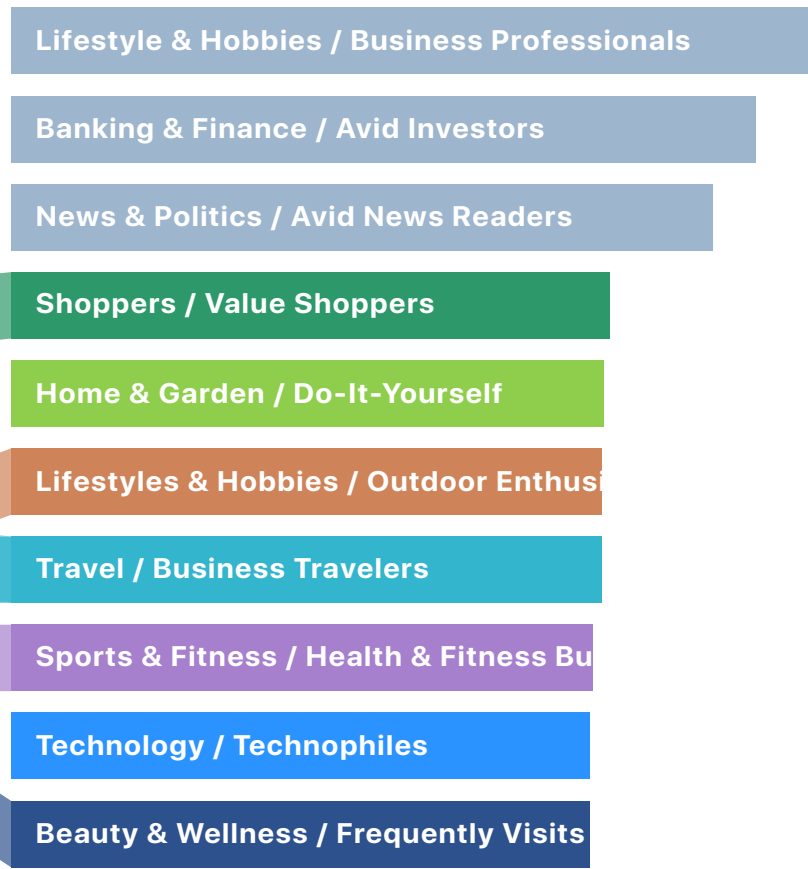 Lifestyle & Hobbies / Business Professionals
Banking & Finance / Avid Investors
News & Politics / Avid News Readers
Shoppers / Value Shoppers
Home & Garden / Do-It-Yourself
Lifestyles & Hobbies / Outdoor Enthusi
Travel / Business Travelers
Sports & Fitness / Health & Fitness Bu
Technology / Technophiles
Beauty & Wellness / Frequently Visits